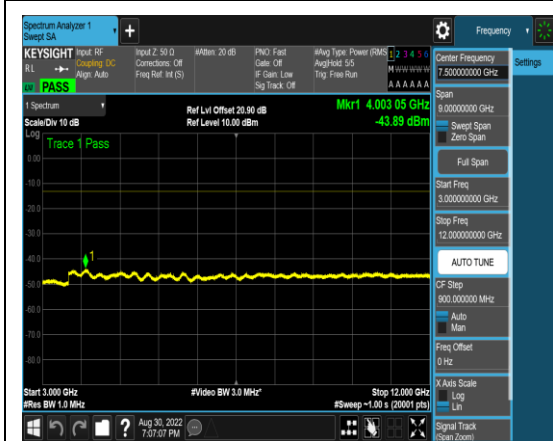 Spectrum Analyzer 1
Swept SA
Frequency
KEYSIGHT
RL
PASS
Input: RF
Coupling: DC
Align: Auto
Input Z: 50 Ω
Corrections: Off
Freq Ref: Int (S)
#Atten: 20 dB
PNO: Fast
Gate: Off
IF Gain: Low
Sig Track: Off
#Avg Type: Power (RMS)
Avg|Hold: 5/5
Trig: Free Run
1 2 3 4 5 6
M W W W W W
A A A A A A
1 Spectrum
Scale/Div 10 dB
Ref Lvl Offset 20.90 dB
Ref Level 10.00 dBm
Mkr1 4.003 05 GHz
-43.89 dBm
Log
Trace 1 Pass
0.00
-10.0
-20.0
-30.0
-40.0
-50.0
-60.0
-70.0
-80.0
1
Start 3.000 GHz
#Res BW 1.0 MHz
#Video BW 3.0 MHz*
Stop 12.000 GHz
#Sweep ~1.00 s (20001 pts)
Center Frequency
7.500000000 GHz
Span
9.00000000 GHz
Swept Span
Zero Span
Full Span
Start Freq
3.000000000 GHz
Stop Freq
12.000000000 GHz
AUTO TUNE
CF Step
900.000000 MHz
Auto
Man
Freq Offset
0 Hz
X Axis Scale
Log
Lin
Signal Track
(Span Zoom)
Settings
?
Aug 30, 2022
7:07:07 PM